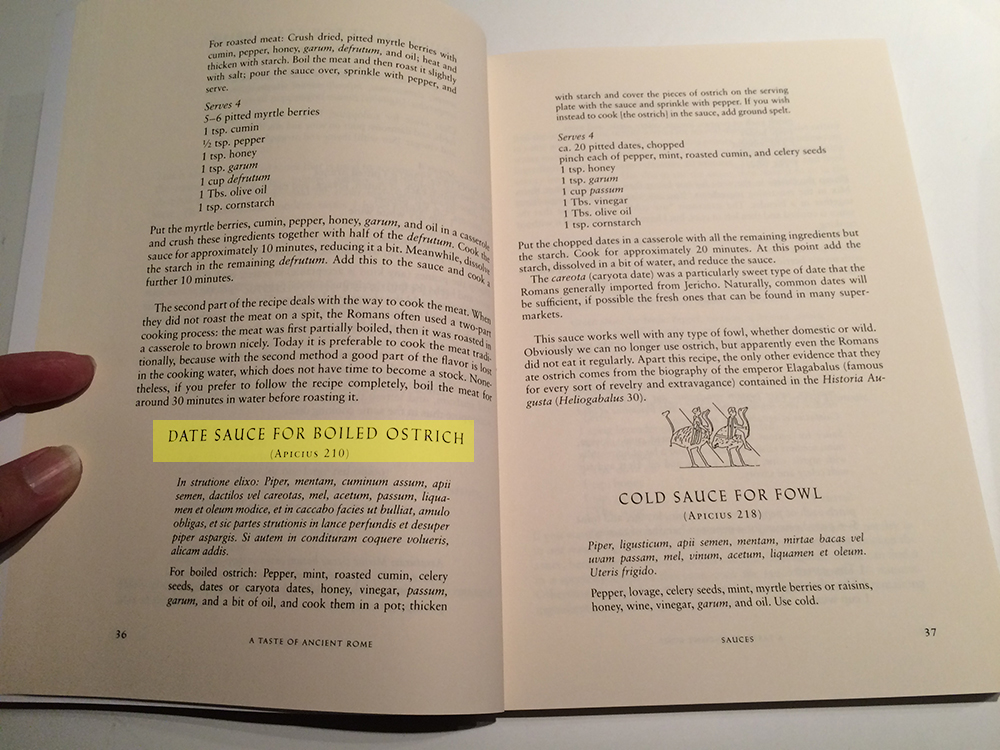 For roasted meat: Crush dried, pitted myrtle berries with
cumin, pepper, honey, garum, defrutum, and oil; heat and
thicken with starch. Boil the meat and then roast it slightly
with salt; pour the sauce over, sprinkle with pepper, and
serve.
Serves 4
5–6 pitted myrtle berries
1 tsp. cumin
½ tsp. pepper
1 tsp. honey
1 tsp. garum
1 cup defrutum
1 Tbs. olive oil
1 tsp. cornstarch
Put the myrtle berries, cumin, pepper, honey, garum, and oil in a casserole
and crush these ingredients together with half of the defrutum. Cook the
sauce for approximately 10 minutes, reducing it a bit. Meanwhile, dissolve
the starch in the remaining defrutum. Add this to the sauce and cook a
further 10 minutes.
The second part of the recipe deals with the way to cook the meat. When
they did not roast the meat on a spit, the Romans often used a two-part
cooking process: the meat was first partially boiled, then it was roasted in
a casserole to brown nicely. Today it is preferable to cook the meat tradi-
tionally, because with the second method a good part of the flavor is lost
in the cooking water, which does not have time to become a stock. None-
theless, if you prefer to follow the recipe completely, boil the meat for
around 30 minutes in water before roasting it.
DATE SAUCE FOR BOILED OSTRICH
(APICIUS 210)
In strutione elixo: Piper, mentam, cuminum assum, apii
semen, dactilos vel careotas, mel, acetum, passum, liqua-
men et oleum modice, et in caccabo facies ut bulliat, amulo
obligas, et sic partes strutionis in lance perfundis et desuper
piper aspargis. Si autem in condituram coquere volueris,
alicam addis.
For boiled ostrich: Pepper, mint, roasted cumin, celery
seeds, dates or caryota dates, honey, vinegar, passum,
garum, and a bit of oil, and cook them in a pot; thicken
36
A TASTE OF ANCIENT ROME
with starch and cover the pieces of ostrich on the serving
plate with the sauce and sprinkle with pepper. If you wish
instead to cook [the ostrich] in the sauce, add ground spelt.
Serves 4
ca. 20 pitted dates, chopped
pinch each of pepper, mint, roasted cumin, and celery seeds
1 tsp. honey
1 tsp. garum
1 cup passum
1 Tbs. vinegar
1 Tbs. olive oil
1 tsp. cornstarch
Put the chopped dates in a casserole with all the remaining ingredients but
the starch. Cook for approximately 20 minutes. At this point add the
starch, dissolved in a bit of water, and reduce the sauce.
The careota (caryota date) was a particularly sweet type of date that the
Romans generally imported from Jericho. Naturally, common dates will
be sufficient, if possible the fresh ones that can be found in many super-
markets.
This sauce works well with any type of fowl, whether domestic or wild.
Obviously we can no longer use ostrich, but apparently even the Romans
did not eat it regularly. Apart this recipe, the only other evidence that they
ate ostrich comes from the biography of the emperor Elagabalus (famous
for every sort of revelry and extravagance) contained in the Historia Au-
gusta (Heliogabalus 30).
COLD SAUCE FOR FOWL
(APICIUS 218)
Piper, ligusticum, apii semen, mentam, mirtae bacas vel
uvam passam, mel, vinum, acetum, liquamen et oleum.
Uteris frigido.
Pepper, lovage, celery seeds, mint, myrtle berries or raisins,
honey, wine, vinegar, garum, and oil. Use cold.
SAUCES
37